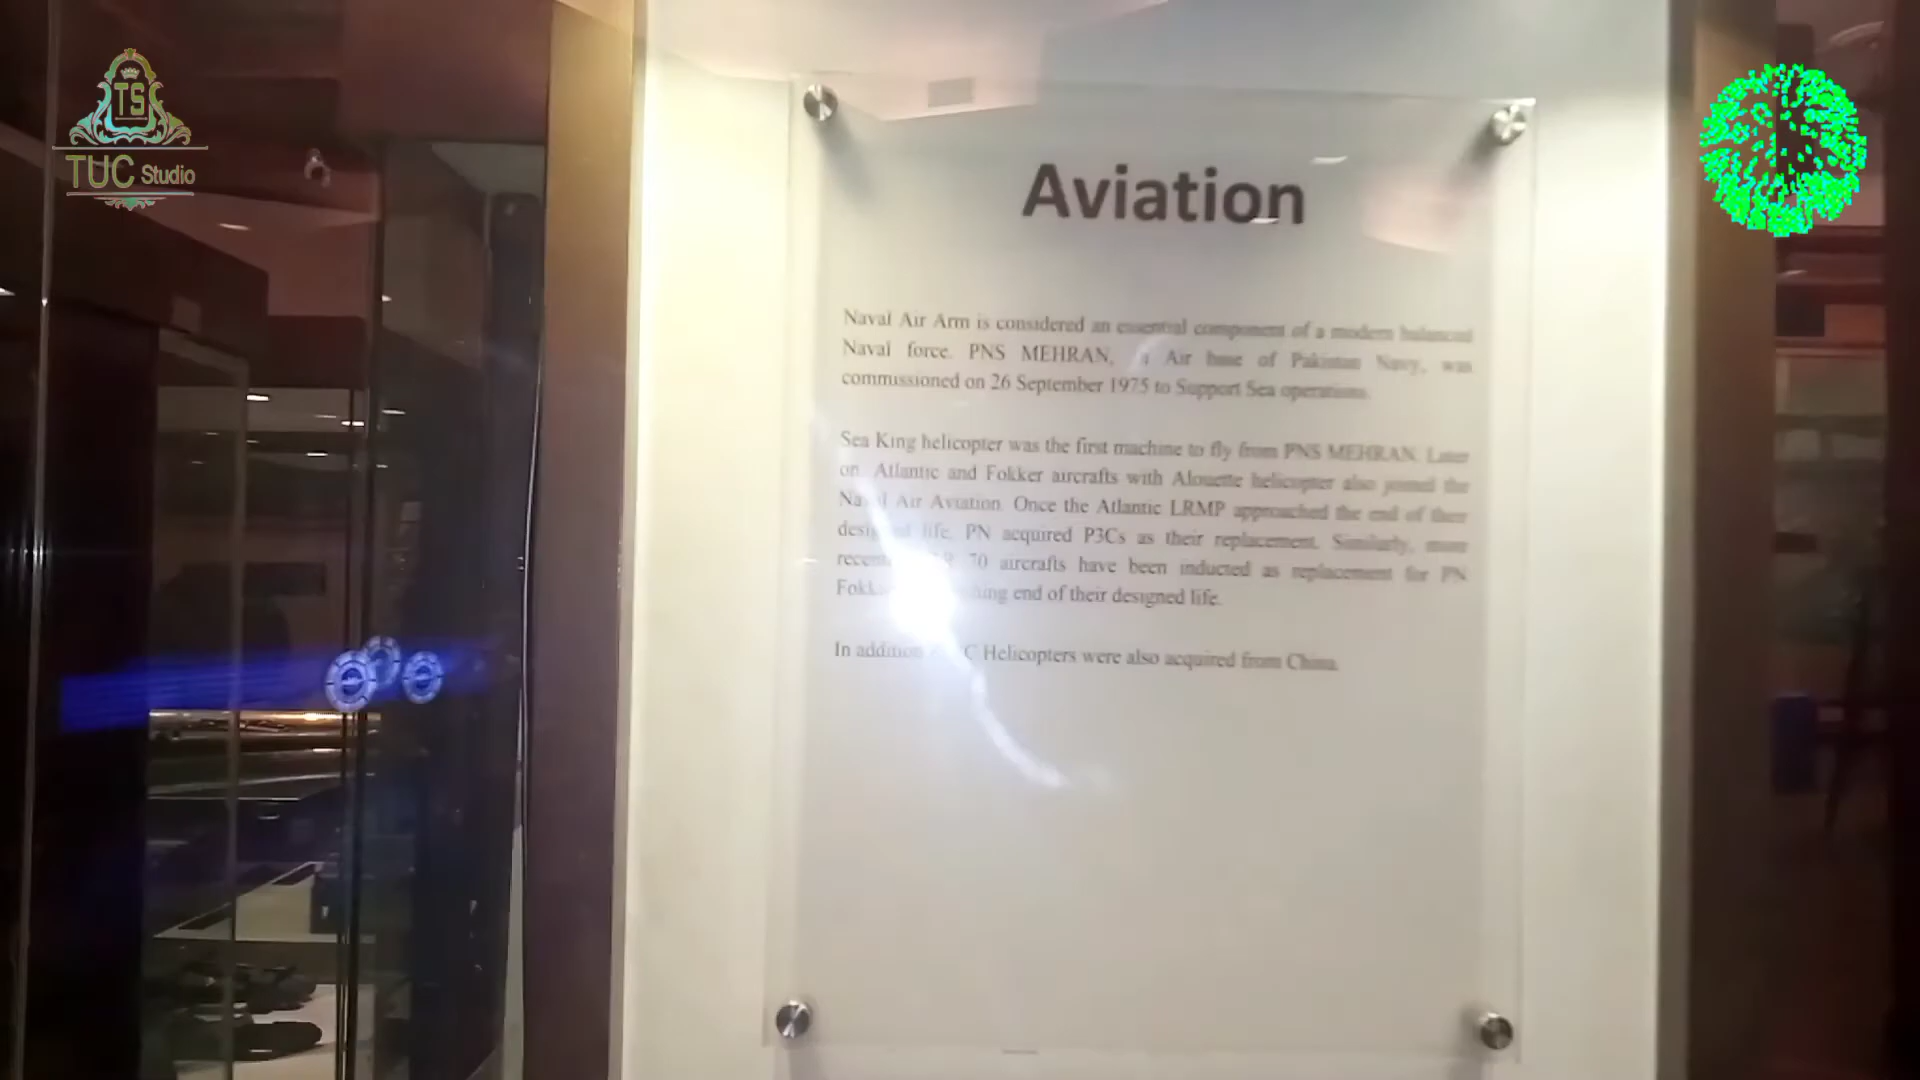 TS
TUC Studio
Aviation
Naval Air Arm is considered an essential component of a modern balanced
Naval force. PNS MEHRAN, Air base of Pakistan Navy, was
commissioned on 26 September 1975 to Support Sea operations.
Sea King helicopter was the first machine to fly from PNS MEHRAN. Later
on, Atlantic and Fokker aircrafts with Alouette helicopter also joined the
Naval Air Aviation. Once the Atlantic LRMP approached the end of their
designed life, PN acquired P3Cs as their replacement. Similarly, more
70 aircrafts have been inducted as replacement for PN
end of their designed life.
In addition Helicopters were also acquired from China.